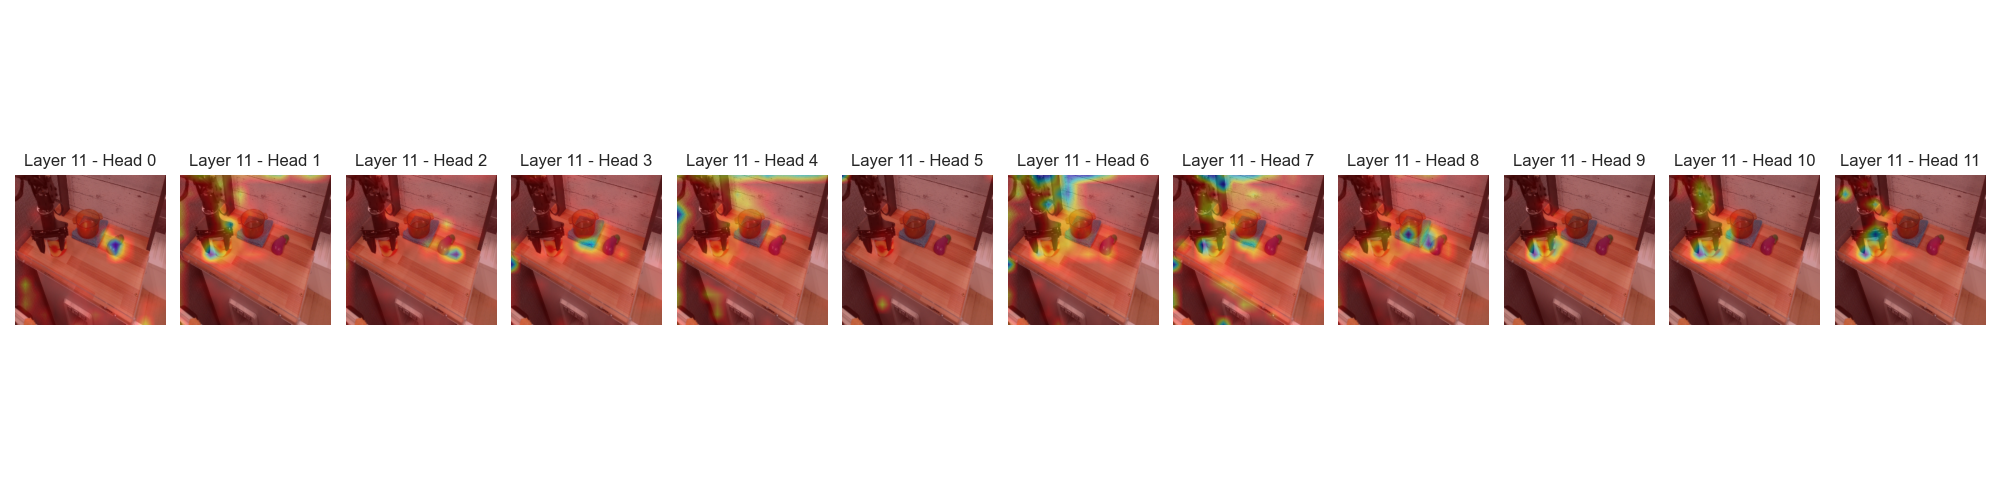 Layer 11 - Head 0
Layer 11 - Head 1
Layer 11 - Head 2
Layer 11 - Head 3
Layer 11 - Head 4
Layer 11 - Head 5
Layer 11 - Head 6
Layer 11 - Head 7
Layer 11 - Head 8
Layer 11 - Head 9
Layer 11 - Head 10
Layer 11 - Head 11